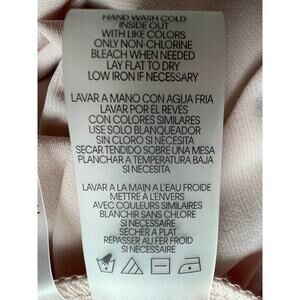 HAND WASH COLD
INSIDE OUT
WITH LIKE COLORS
ONLY NON-CHLORINE
BLEACH WHEN NEEDED
LAY FLAT TO DRY
LOW IRON IF NECESSARY
LAVAR A MANO CON AGUA FRIA
LAVAR POR EL REVÉS
CON COLORES SIMILARES
USE SOLO BLANQUEADOR
SIN CLORO SI NECESITA
SECAR TENDIDO SOBRE UNA MESA
PLANCHAR A TEMPERATURA BAJA
SI NECESITA
LAVER A LA MAIN A L'EAU FROIDE
METTRE À L'ENVERS
AVEC COULEURS SIMILAIRES
BLANCHIR SANS CHLORE
SI NECESSAIRE
SECHER A PLAT
REPASSER AU FER FROID
SI NECESSAIRE